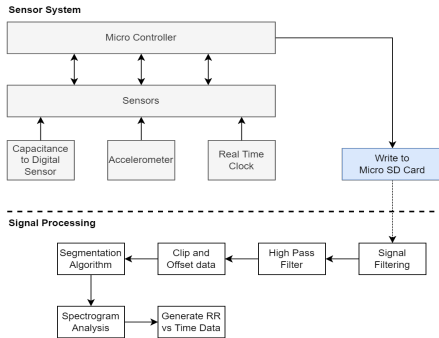 Sensor System
Micro Controller
Sensors
Capacitance
to Digital
Sensor
Accelerometer
Real Time
Clock
Write to
Micro SD Card
Signal Processing
Segmentation
Algorithm
Clip and
Offset data
High Pass
Filter
Signal
Filtering
Spectrogram
Analysis
Generate RR
vs Time Data